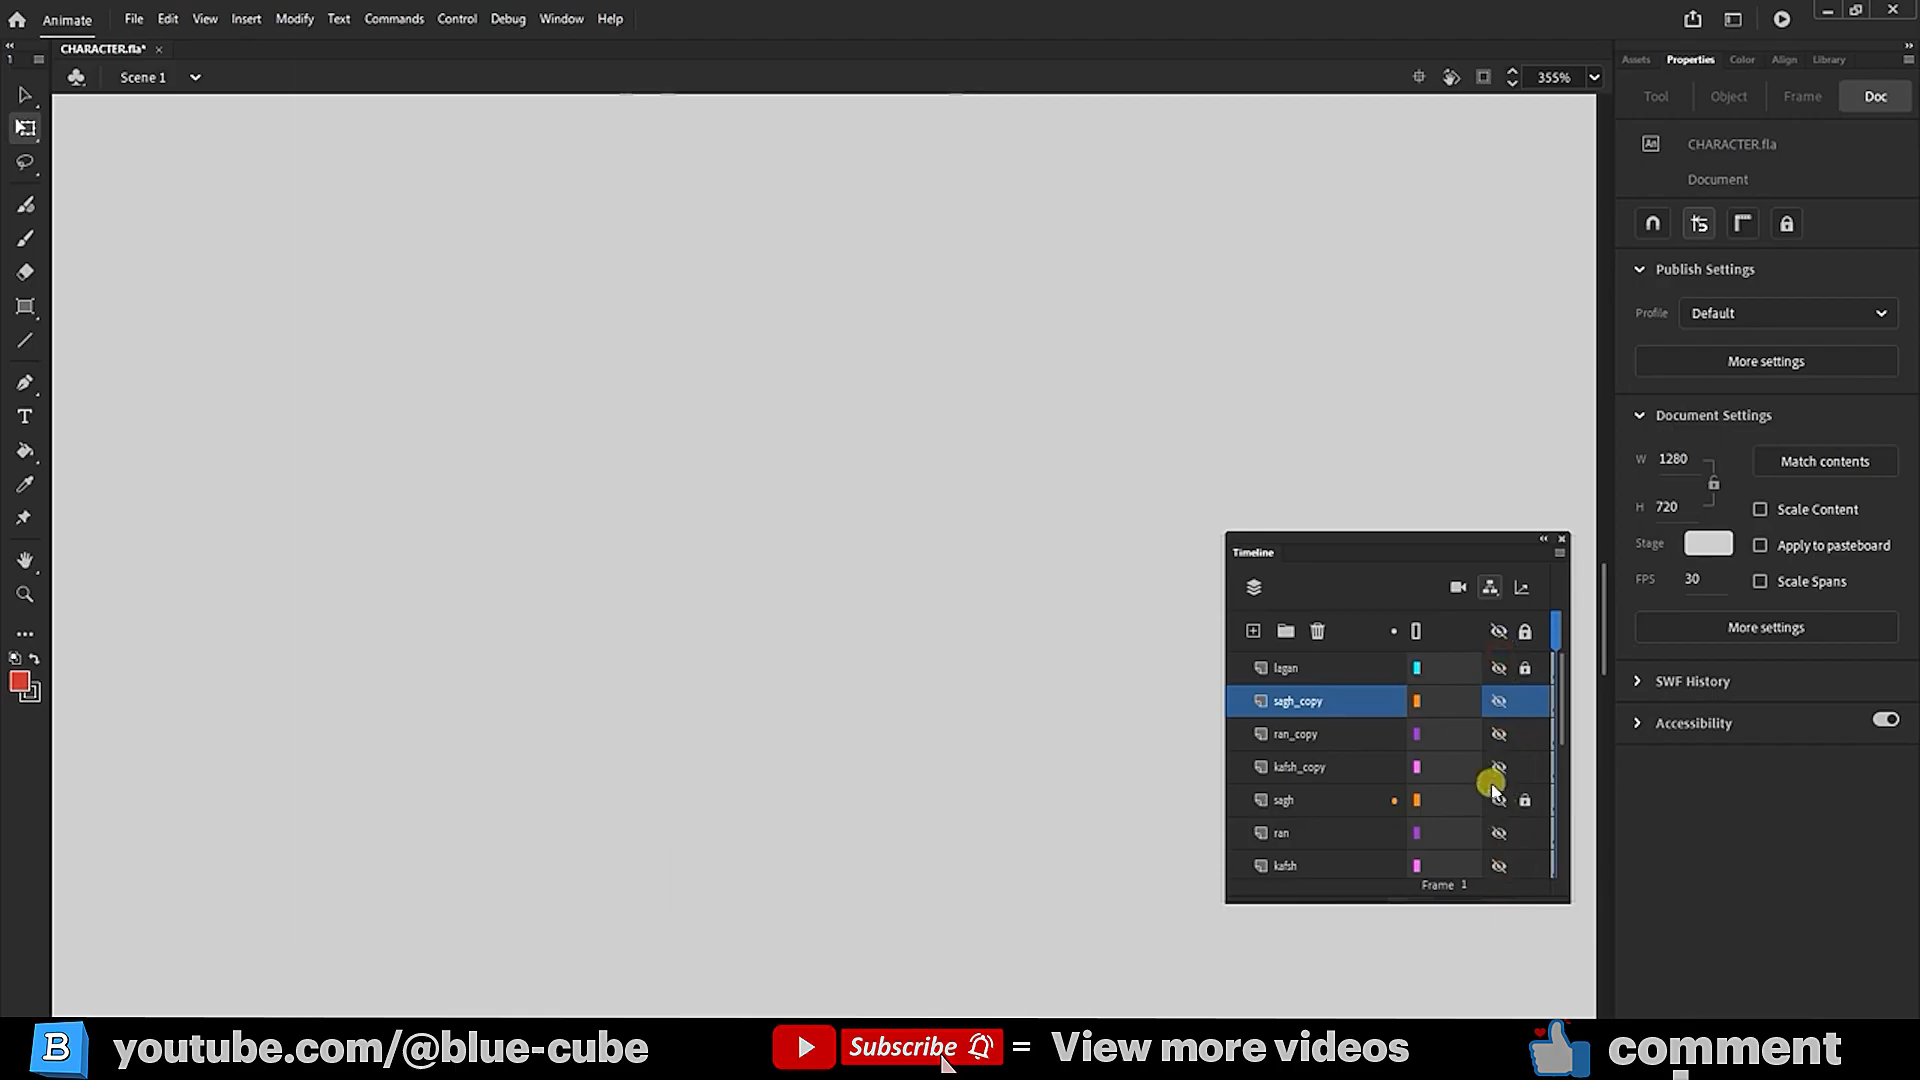 Animate File Edit View Insert Modify Text Commands Control Debug Window Help
1 CHARACTER.fla*
Scene 1 355%
Assets Properties Color Align Library
Tool Object Frame Doc
An CHARACTER.fla
Document
Publish Settings
Profile Default
More settings
Document Settings
W 1280 Match contents
H 720 Scale Content
Stage Apply to pasteboard
FPS 30 Scale Spans
More settings
SWF History
Accessibility
Timeline
lagan
sagh_copy
ran_copy
kafsh_copy
sagh
ran
kafsh
Frame 1
B youtube.com/@blue-cube Subscribe = View more videos comment